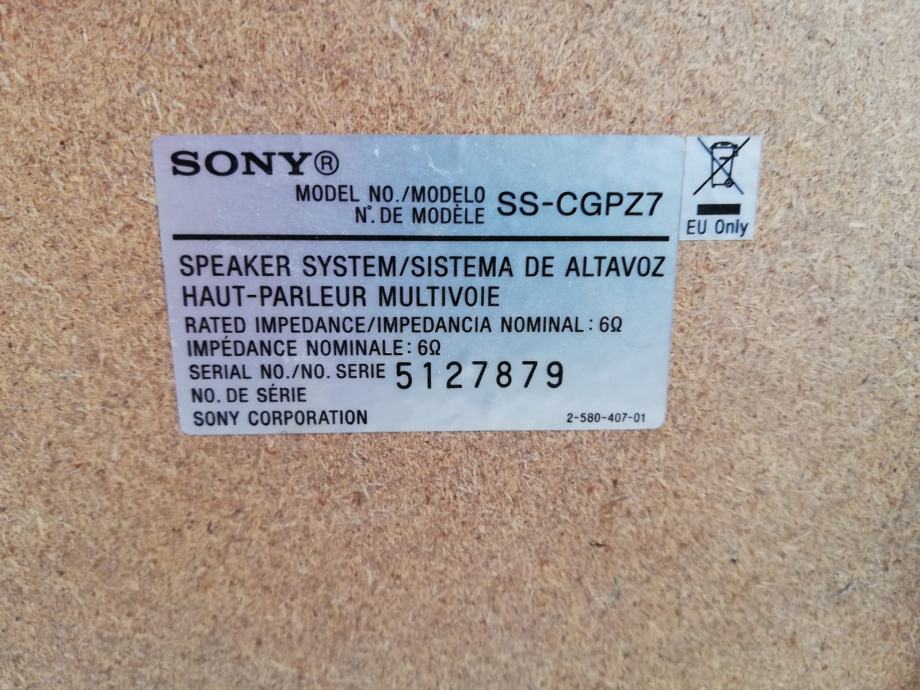 SONY®
MODEL NO./MODELO
N°. DE MODÈLE
SS-CGPZ7
EU Only
SPEAKER SYSTEM/SISTEMA DE ALTAVOZ
HAUT-PARLEUR MULTIVOIE
RATED IMPEDANCE/IMPEDANCIA NOMINAL: 6Ω
IMPÉDANCE NOMINALE: 6Ω
SERIAL NO./NO. SERIE 5127879
NO. DE SÉRIE
SONY CORPORATION
2-580-407-01